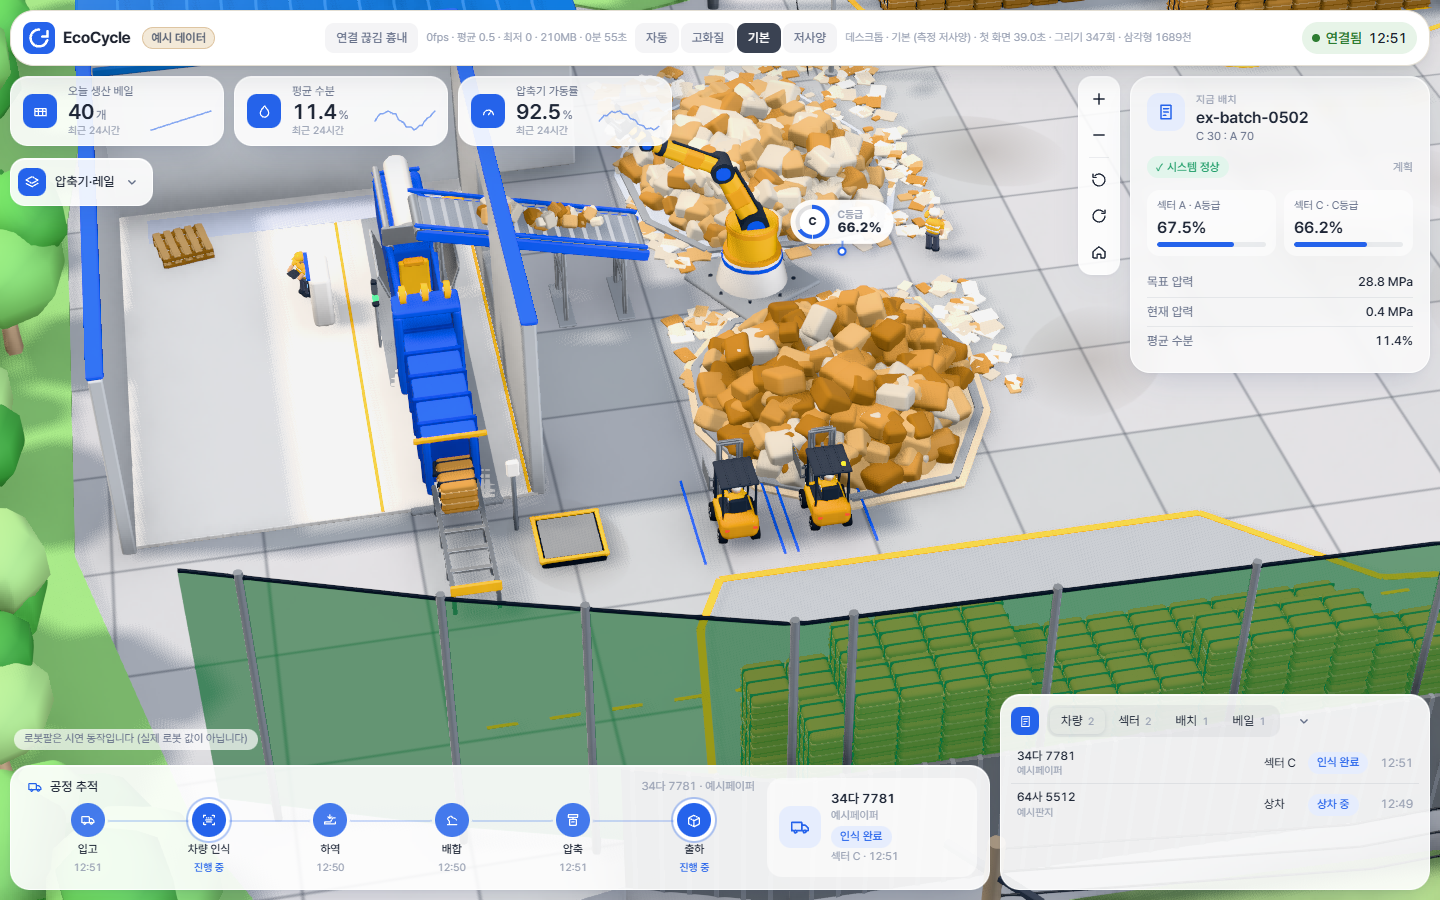 EcoCycle
예시 데이터
연결 끊김 흉내
0fps · 평균 0.5 · 최저 0 · 210MB · 0분 55초
자동
고화질
기본
저사양
데스크톱 · 기본 (측정 저사양) · 첫 화면 39.0초 · 그리기 347회 · 삼각형 1689천
연결됨 12:51
오늘 생산 베일
40개
최근 24시간
평균 수분
11.4%
최근 24시간
압축기 가동률
92.5%
최근 24시간
압축기·레일
C
C등급
66.2%
지금 배치
ex-batch-0502
C 30 : A 70
✓ 시스템 정상
계획
섹터 A · A등급
67.5%
섹터 C · C등급
66.2%
목표 압력
28.8 MPa
현재 압력
0.4 MPa
평균 수분
11.4%
로봇팔은 시연 동작입니다 (실제 로봇 값이 아닙니다)
공정 추적
34다 7781 · 예시페이퍼
입고
12:51
차량 인식
진행 중
하역
12:50
배합
12:50
압축
12:51
출하
진행 중
34다 7781
예시페이퍼
인식 완료
섹터 C · 12:51
차량 2
섹터 2
배치 1
베일 1
34다 7781
예시페이퍼
섹터 C
인식 완료
12:51
64사 5512
예시판지
상차
상차 중
12:49